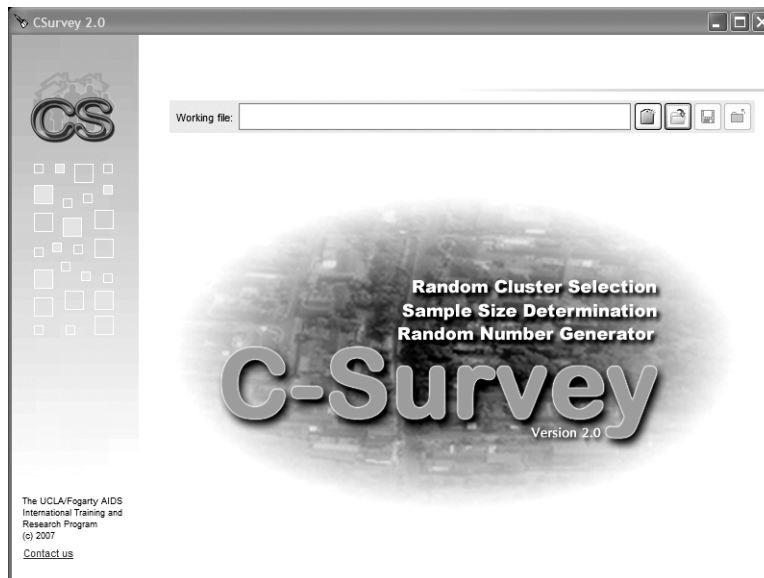 CSurvey 2.0
CS
Working file:
Random Cluster Selection
Sample Size Determination
Random Number Generator
C-Survey
Version 2.0
The UCLA/Fogarty AIDS
International Training and
Research Program
(c) 2007
Contact us